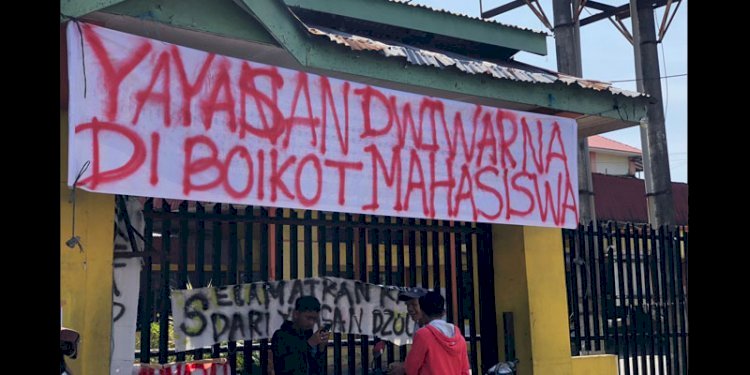 YAYASAN DWIWARNA
DI BOIKOT MAHASISWA
SELAMATKAN
DARI